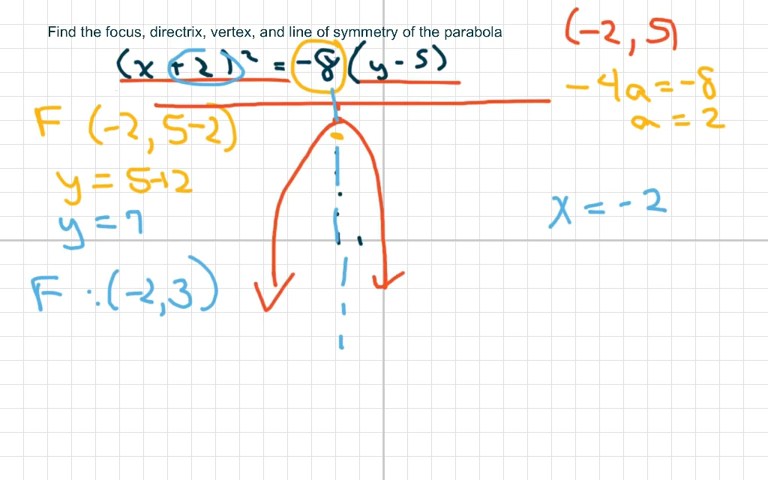 Find the focus, directrix, vertex, and line of symmetry of the parabola
(x + 2)² = -8 (y - 5)
(-2, 5)
-4a = -8
a = 2
F (-2, 5-2)
y = 5+2
y = 7
x = -2
F : (-2, 3)